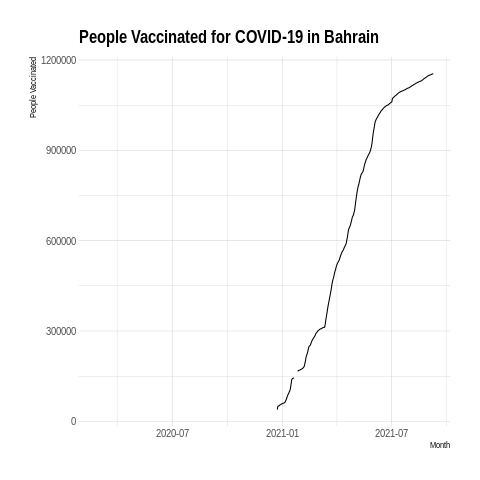 People Vaccinated for COVID-19 in Bahrain
People Vaccinated
1200000
900000
600000
300000
0
2020-07
2021-01
2021-07
Month